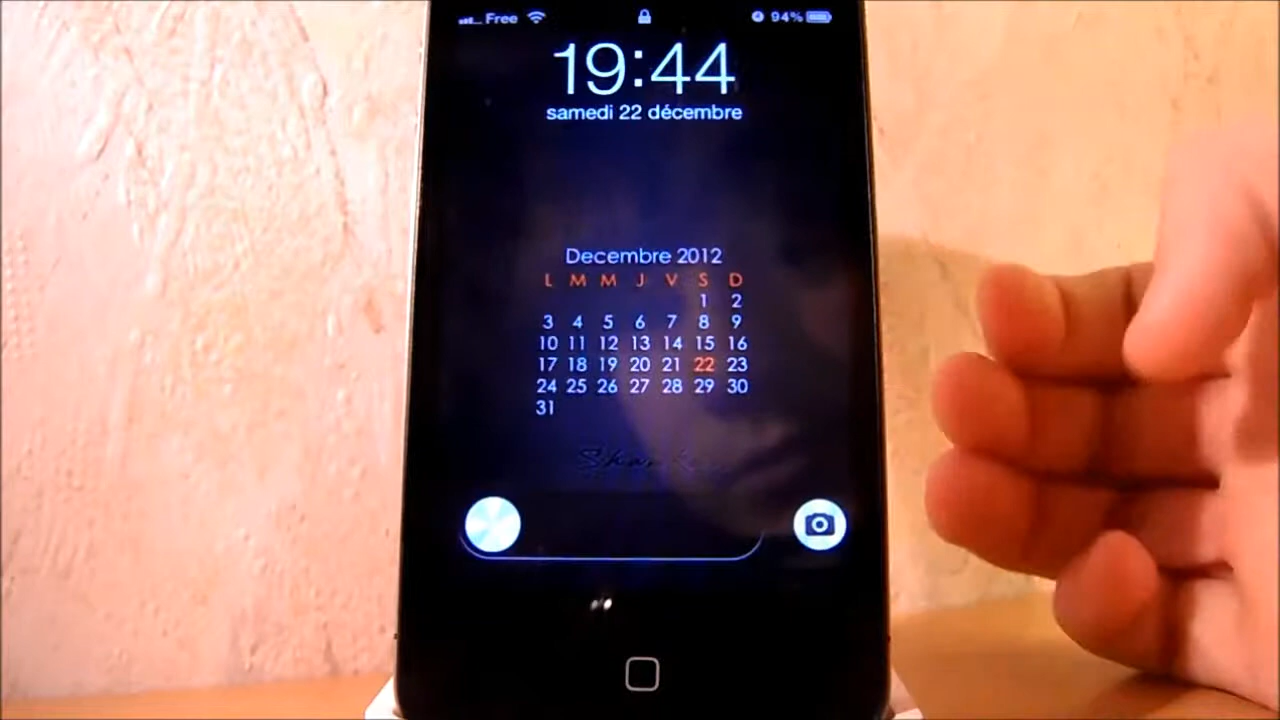 Free 94%
19:44
samedi 22 décembre
Decembre 2012
L M M J V S D
1 2
3 4 5 6 7 8 9
10 11 12 13 14 15 16
17 18 19 20 21 22 23
24 25 26 27 28 29 30
31